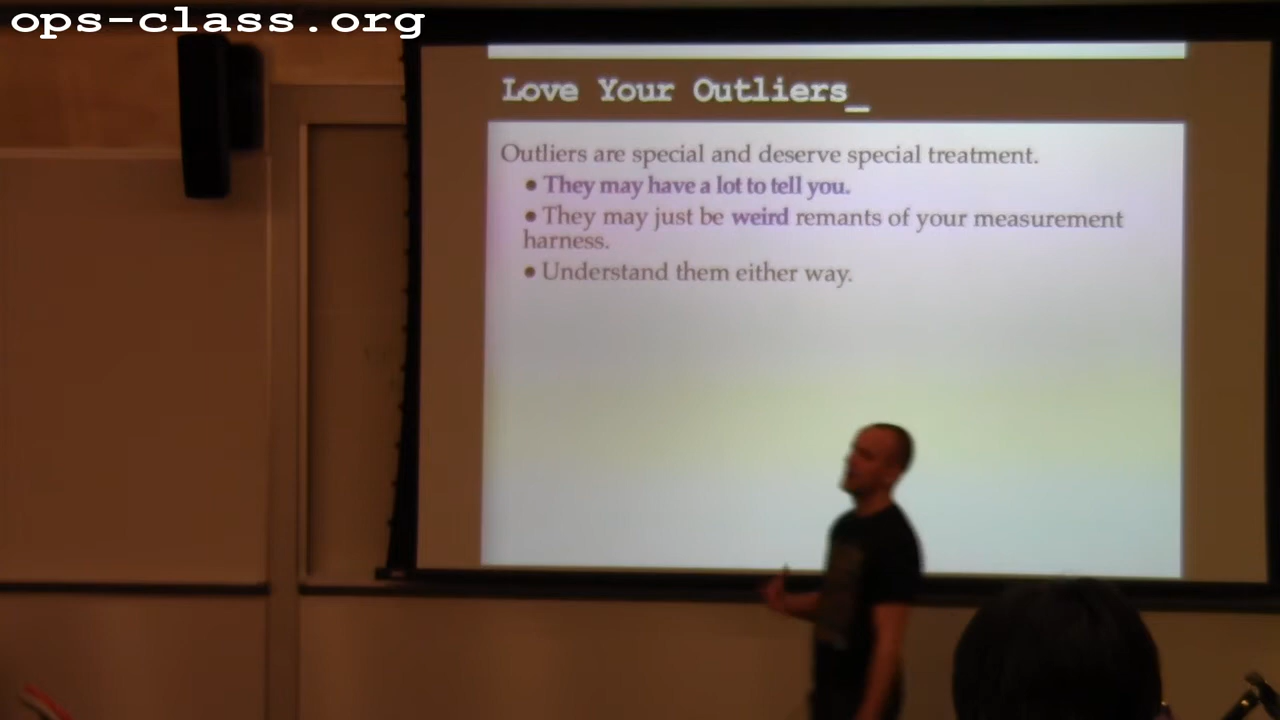 ops-class.org
Love Your Outliers_
Outliers are special and deserve special treatment.
• They may have a lot to tell you.
• They may just be weird remants of your measurement
harness.
• Understand them either way.